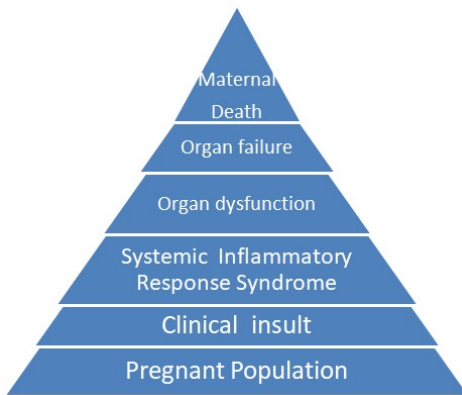 Maternal
Death
Organ failure
Organ dysfunction
Systemic Inflammatory
Response Syndrome
Clinical insult
Pregnant Population